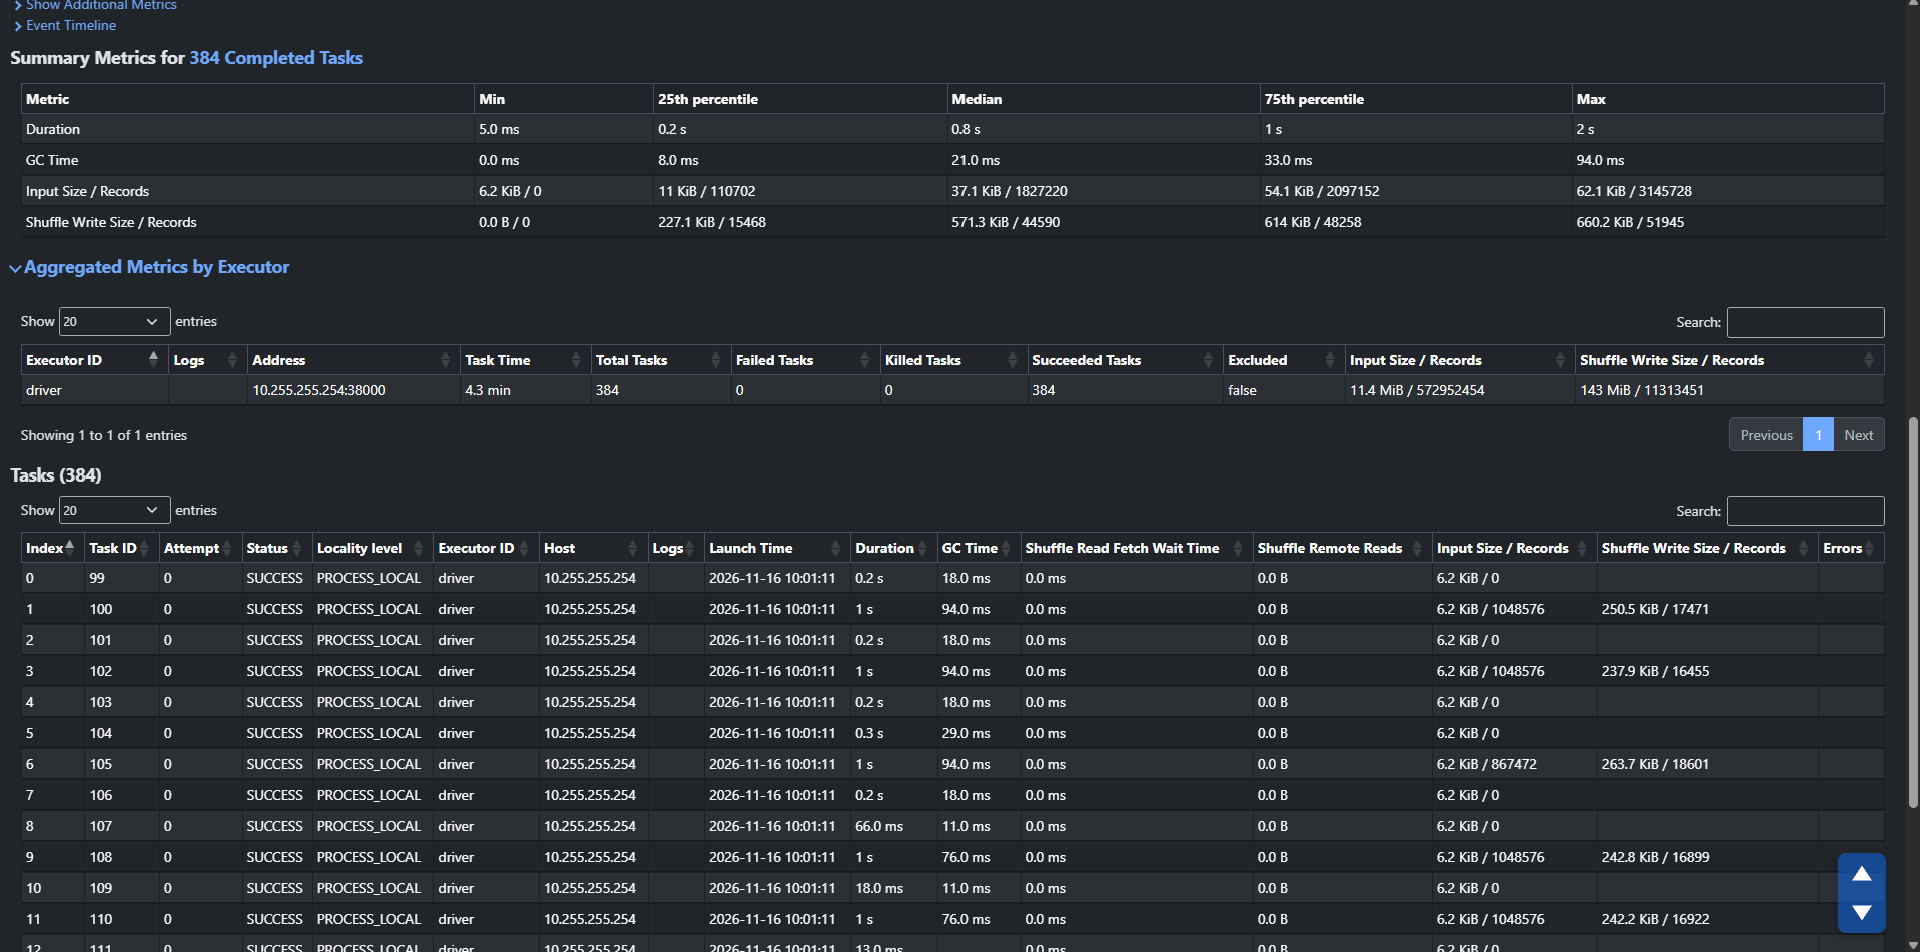 Show Additional Metrics
Event Timeline
Summary Metrics for 384 Completed Tasks
Metric Min 25th percentile Median 75th percentile Max
Duration 5.0 ms 0.2 s 0.8 s 1 s 2 s
GC Time 0.0 ms 8.0 ms 21.0 ms 33.0 ms 94.0 ms
Input Size / Records 6.2 KiB / 0 11 KiB / 110702 37.1 KiB / 1827220 54.1 KiB / 2097152 62.1 KiB / 3145728
Shuffle Write Size / Records 0.0 B / 0 227.1 KiB / 15468 571.3 KiB / 44590 614 KiB / 48258 660.2 KiB / 51945
Aggregated Metrics by Executor
Show 20 entries Search:
Executor ID Logs Address Task Time Total Tasks Failed Tasks Killed Tasks Succeeded Tasks Excluded Input Size / Records Shuffle Write Size / Records
driver 10.255.255.254:38000 4.3 min 384 0 0 384 false 11.4 MiB / 572952454 143 MiB / 11313451
Showing 1 to 1 of 1 entries Previous 1 Next
Tasks (384)
Show 20 entries Search:
Index Task ID Attempt Status Locality level Executor ID Host Logs Launch Time Duration GC Time Shuffle Read Fetch Wait Time Shuffle Remote Reads Input Size / Records Shuffle Write Size / Records Errors
0 99 0 SUCCESS PROCESS_LOCAL driver 10.255.255.254 2026-11-16 10:01:11 0.2 s 18.0 ms 0.0 ms 0.0 B 6.2 KiB / 0
1 100 0 SUCCESS PROCESS_LOCAL driver 10.255.255.254 2026-11-16 10:01:11 1 s 94.0 ms 0.0 ms 0.0 B 6.2 KiB / 1048576 250.5 KiB / 17471
2 101 0 SUCCESS PROCESS_LOCAL driver 10.255.255.254 2026-11-16 10:01:11 0.2 s 18.0 ms 0.0 ms 0.0 B 6.2 KiB / 0
3 102 0 SUCCESS PROCESS_LOCAL driver 10.255.255.254 2026-11-16 10:01:11 1 s 94.0 ms 0.0 ms 0.0 B 6.2 KiB / 1048576 237.9 KiB / 16455
4 103 0 SUCCESS PROCESS_LOCAL driver 10.255.255.254 2026-11-16 10:01:11 0.2 s 18.0 ms 0.0 ms 0.0 B 6.2 KiB / 0
5 104 0 SUCCESS PROCESS_LOCAL driver 10.255.255.254 2026-11-16 10:01:11 0.3 s 29.0 ms 0.0 ms 0.0 B 6.2 KiB / 0
6 105 0 SUCCESS PROCESS_LOCAL driver 10.255.255.254 2026-11-16 10:01:11 1 s 94.0 ms 0.0 ms 0.0 B 6.2 KiB / 867472 263.7 KiB / 18601
7 106 0 SUCCESS PROCESS_LOCAL driver 10.255.255.254 2026-11-16 10:01:11 0.2 s 18.0 ms 0.0 ms 0.0 B 6.2 KiB / 0
8 107 0 SUCCESS PROCESS_LOCAL driver 10.255.255.254 2026-11-16 10:01:11 66.0 ms 11.0 ms 0.0 ms 0.0 B 6.2 KiB / 0
9 108 0 SUCCESS PROCESS_LOCAL driver 10.255.255.254 2026-11-16 10:01:11 1 s 76.0 ms 0.0 ms 0.0 B 6.2 KiB / 1048576 242.8 KiB / 16899
10 109 0 SUCCESS PROCESS_LOCAL driver 10.255.255.254 2026-11-16 10:01:11 18.0 ms 11.0 ms 0.0 ms 0.0 B 6.2 KiB / 0
11 110 0 SUCCESS PROCESS_LOCAL driver 10.255.255.254 2026-11-16 10:01:11 1 s 76.0 ms 0.0 ms 0.0 B 6.2 KiB / 1048576 242.2 KiB / 16922
12 111 0 SUCCESS PROCESS_LOCAL driver 10.255.255.254 2026-11-16 10:01:11 13.0 ms 0.0 ms 0.0 B 6.2 KiB / 0